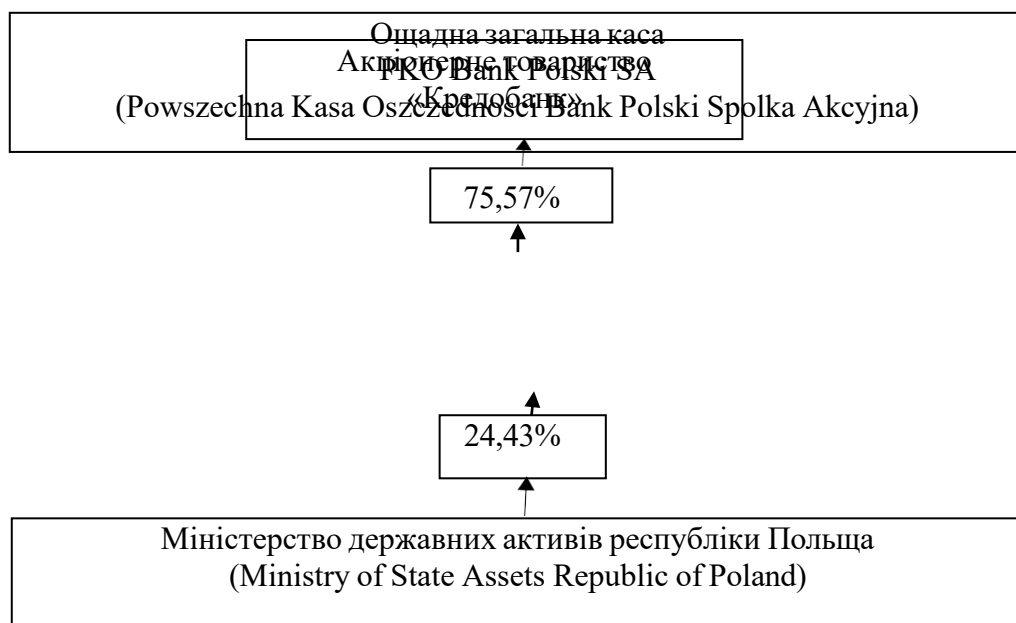 Ощадна загальна каса
Акціонерне товариство
PKO Bank Polski SA
«Кредобанк»
(Powszechna Kasa Oszczednosci Bank Polski Spolka Akcyjna)
75,57%
24,43%
Міністерство державних активів республіки Польща
(Ministry of State Assets Republic of Poland)